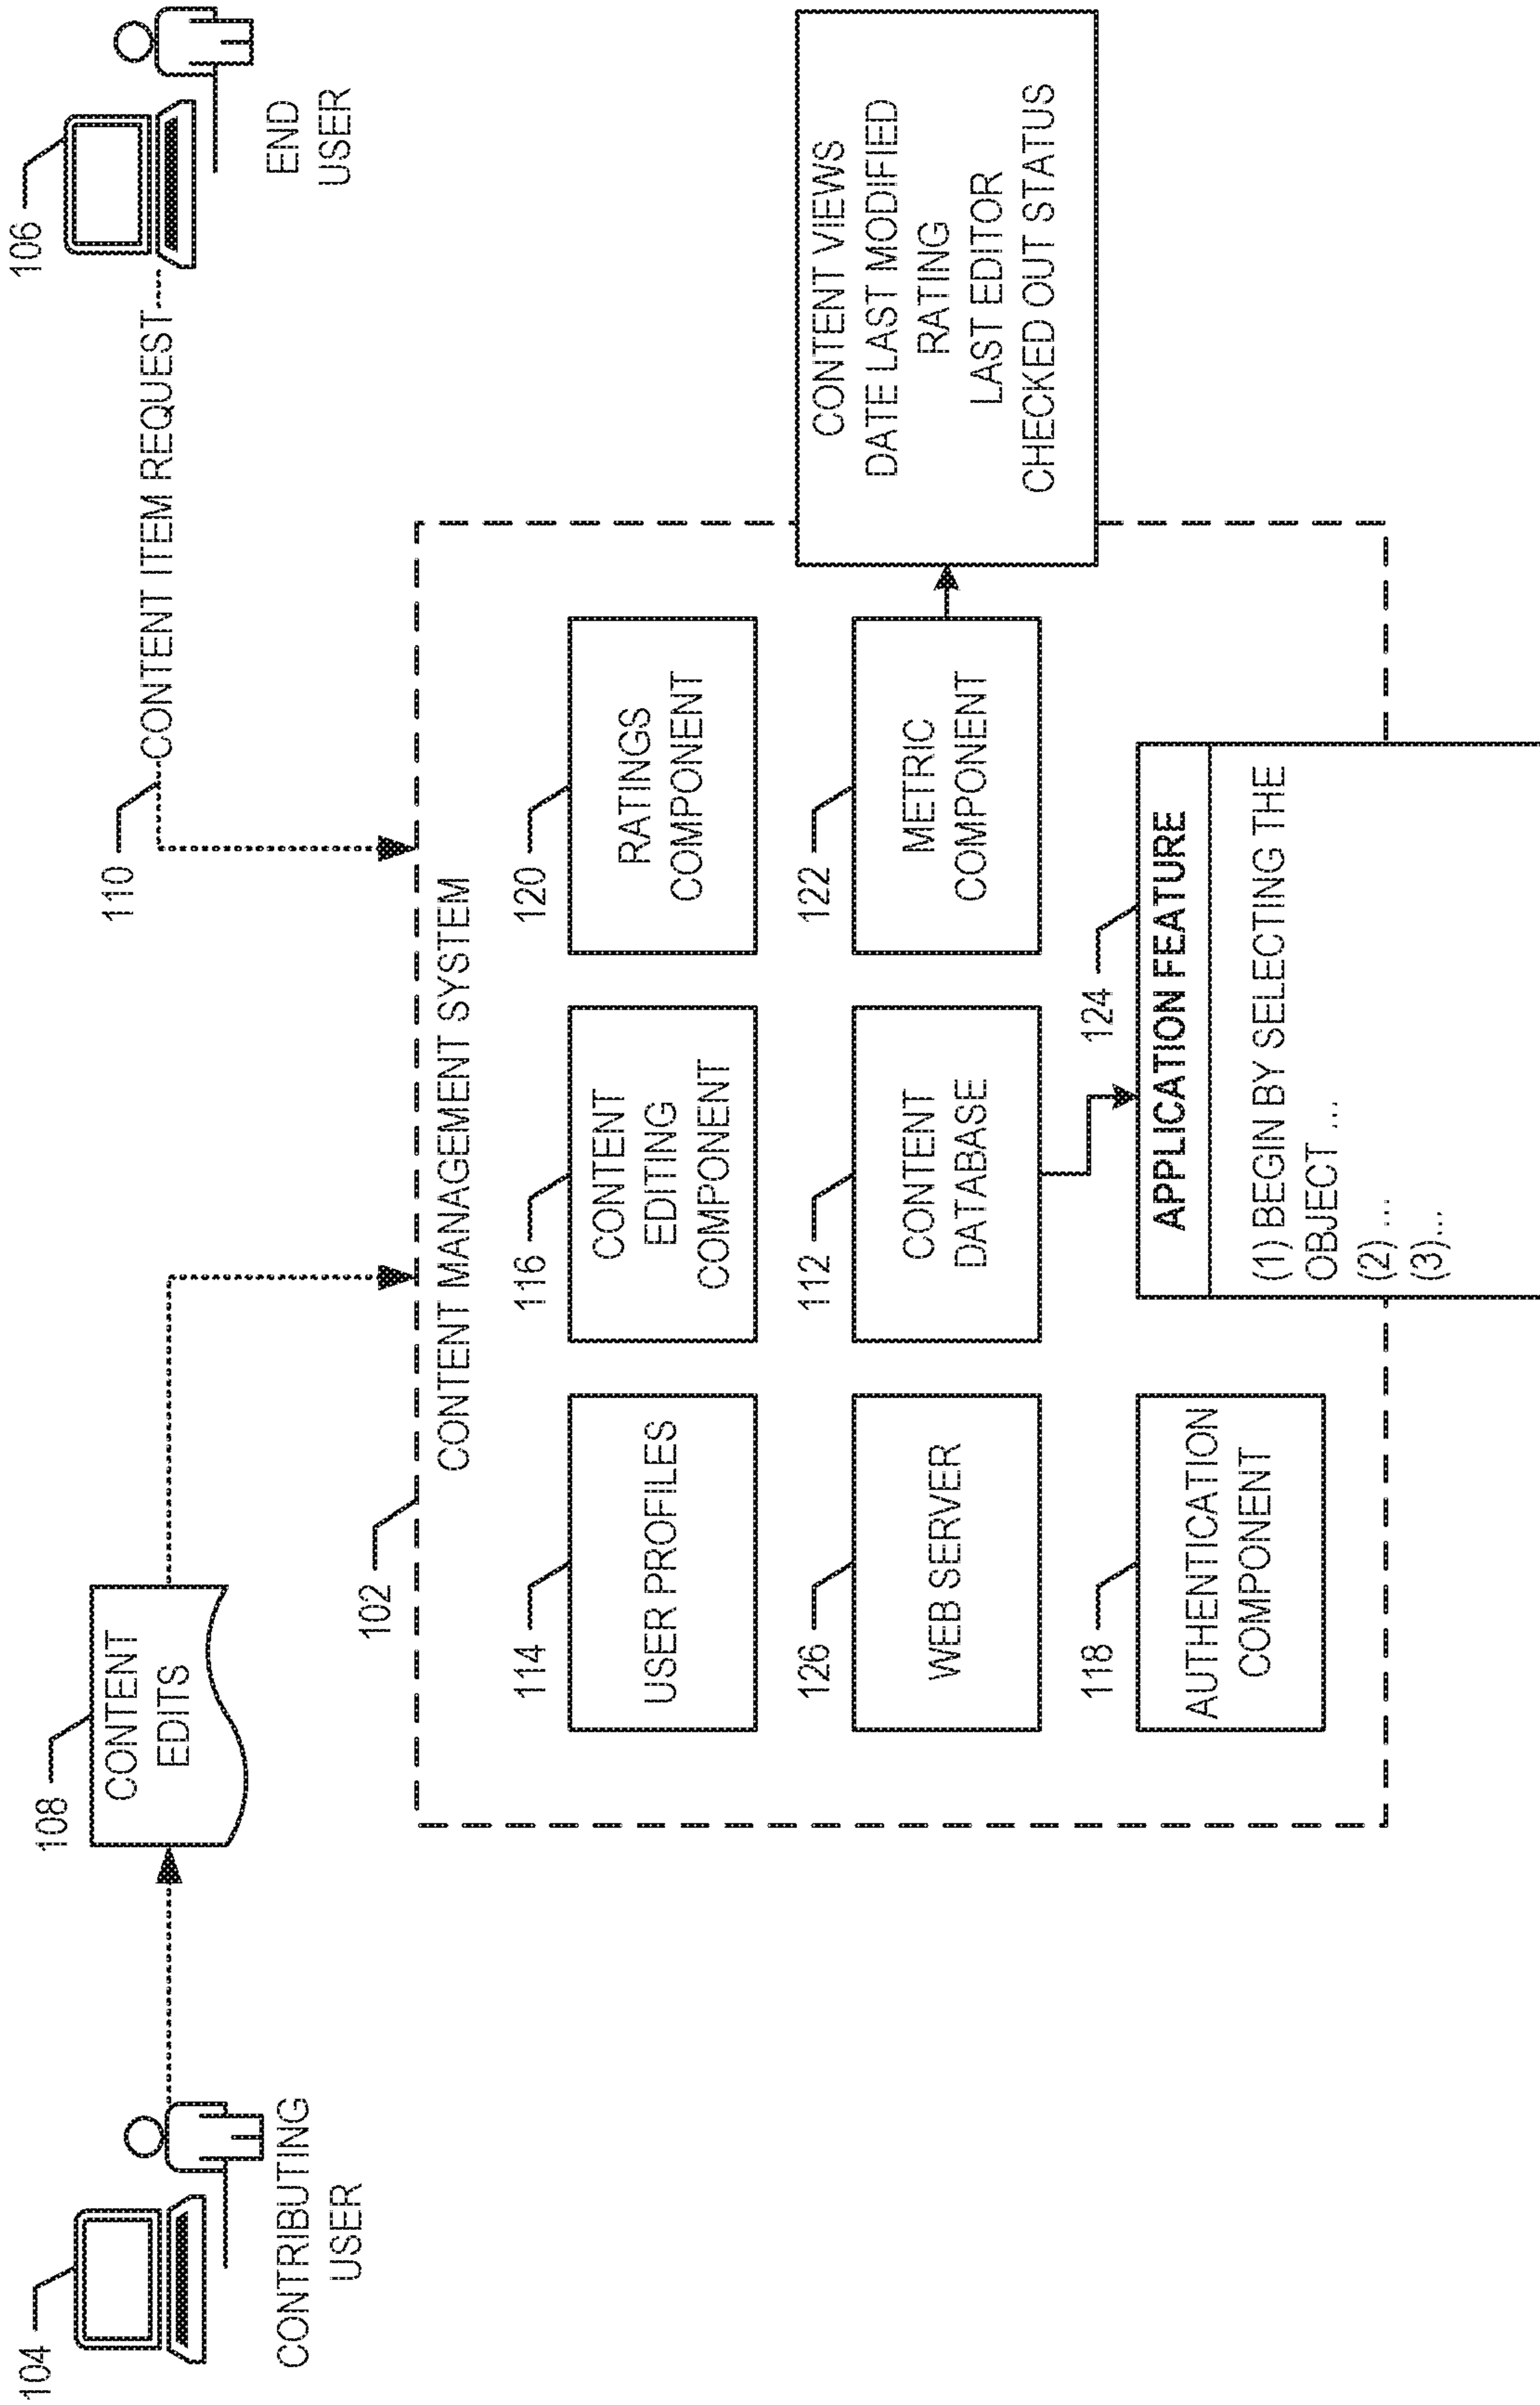 104
CONTRIBUTING
USER
108
CONTENT
EDITS
110
CONTENT ITEM REQUEST
106
END
USER
102
CONTENT MANAGEMENT SYSTEM
114
USER PROFILES
116
CONTENT
EDITING
COMPONENT
120
RATINGS
COMPONENT
126
WEB SERVER
112
CONTENT
DATABASE
122
METRIC
COMPONENT
CONTENT VIEWS
DATE LAST MODIFIED
RATING
LAST EDITOR
CHECKED OUT STATUS
118
AUTHENTICATION
COMPONENT
124
APPLICATION FEATURE
(1) BEGIN BY SELECTING THE
OBJECT ...
(2) ...
(3)...